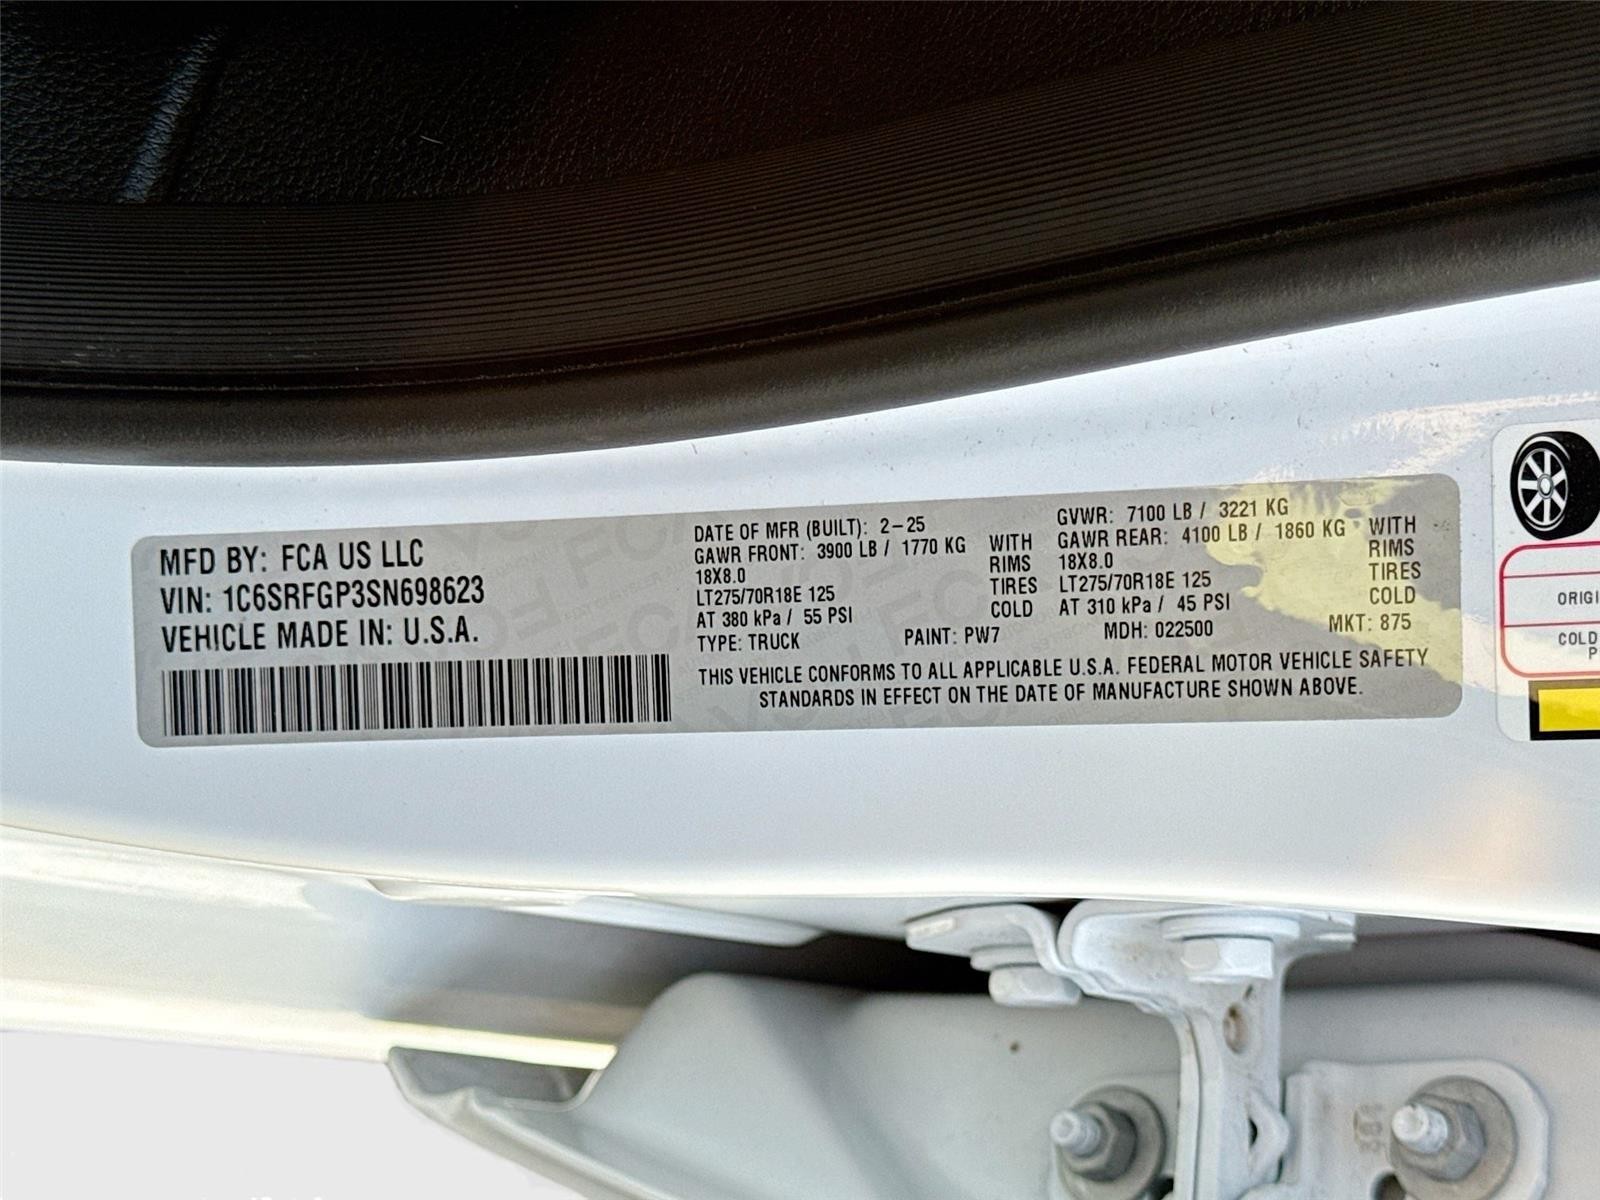 MFD BY: FCA US LLC
VIN: 1C6SRFGP3SN698623
VEHICLE MADE IN: U.S.A.
DATE OF MFR (BUILT): 2-25
GAWR FRONT: 3900 LB / 1770 KG WITH
18X8.0 RIMS
LT275/70R18E 125 TIRES
AT 380 kPa / 55 PSI COLD
GVWR: 7100 LB / 3221 KG
GAWR REAR: 4100 LB / 1860 KG WITH
18X8.0 RIMS
LT275/70R18E 125 TIRES
AT 310 kPa / 45 PSI COLD
TYPE: TRUCK PAINT: PW7 MDH: 022500 MKT: 875
THIS VEHICLE CONFORMS TO ALL APPLICABLE U.S.A. FEDERAL MOTOR VEHICLE SAFETY
STANDARDS IN EFFECT ON THE DATE OF MANUFACTURE SHOWN ABOVE.
ORIGI
COLD
P